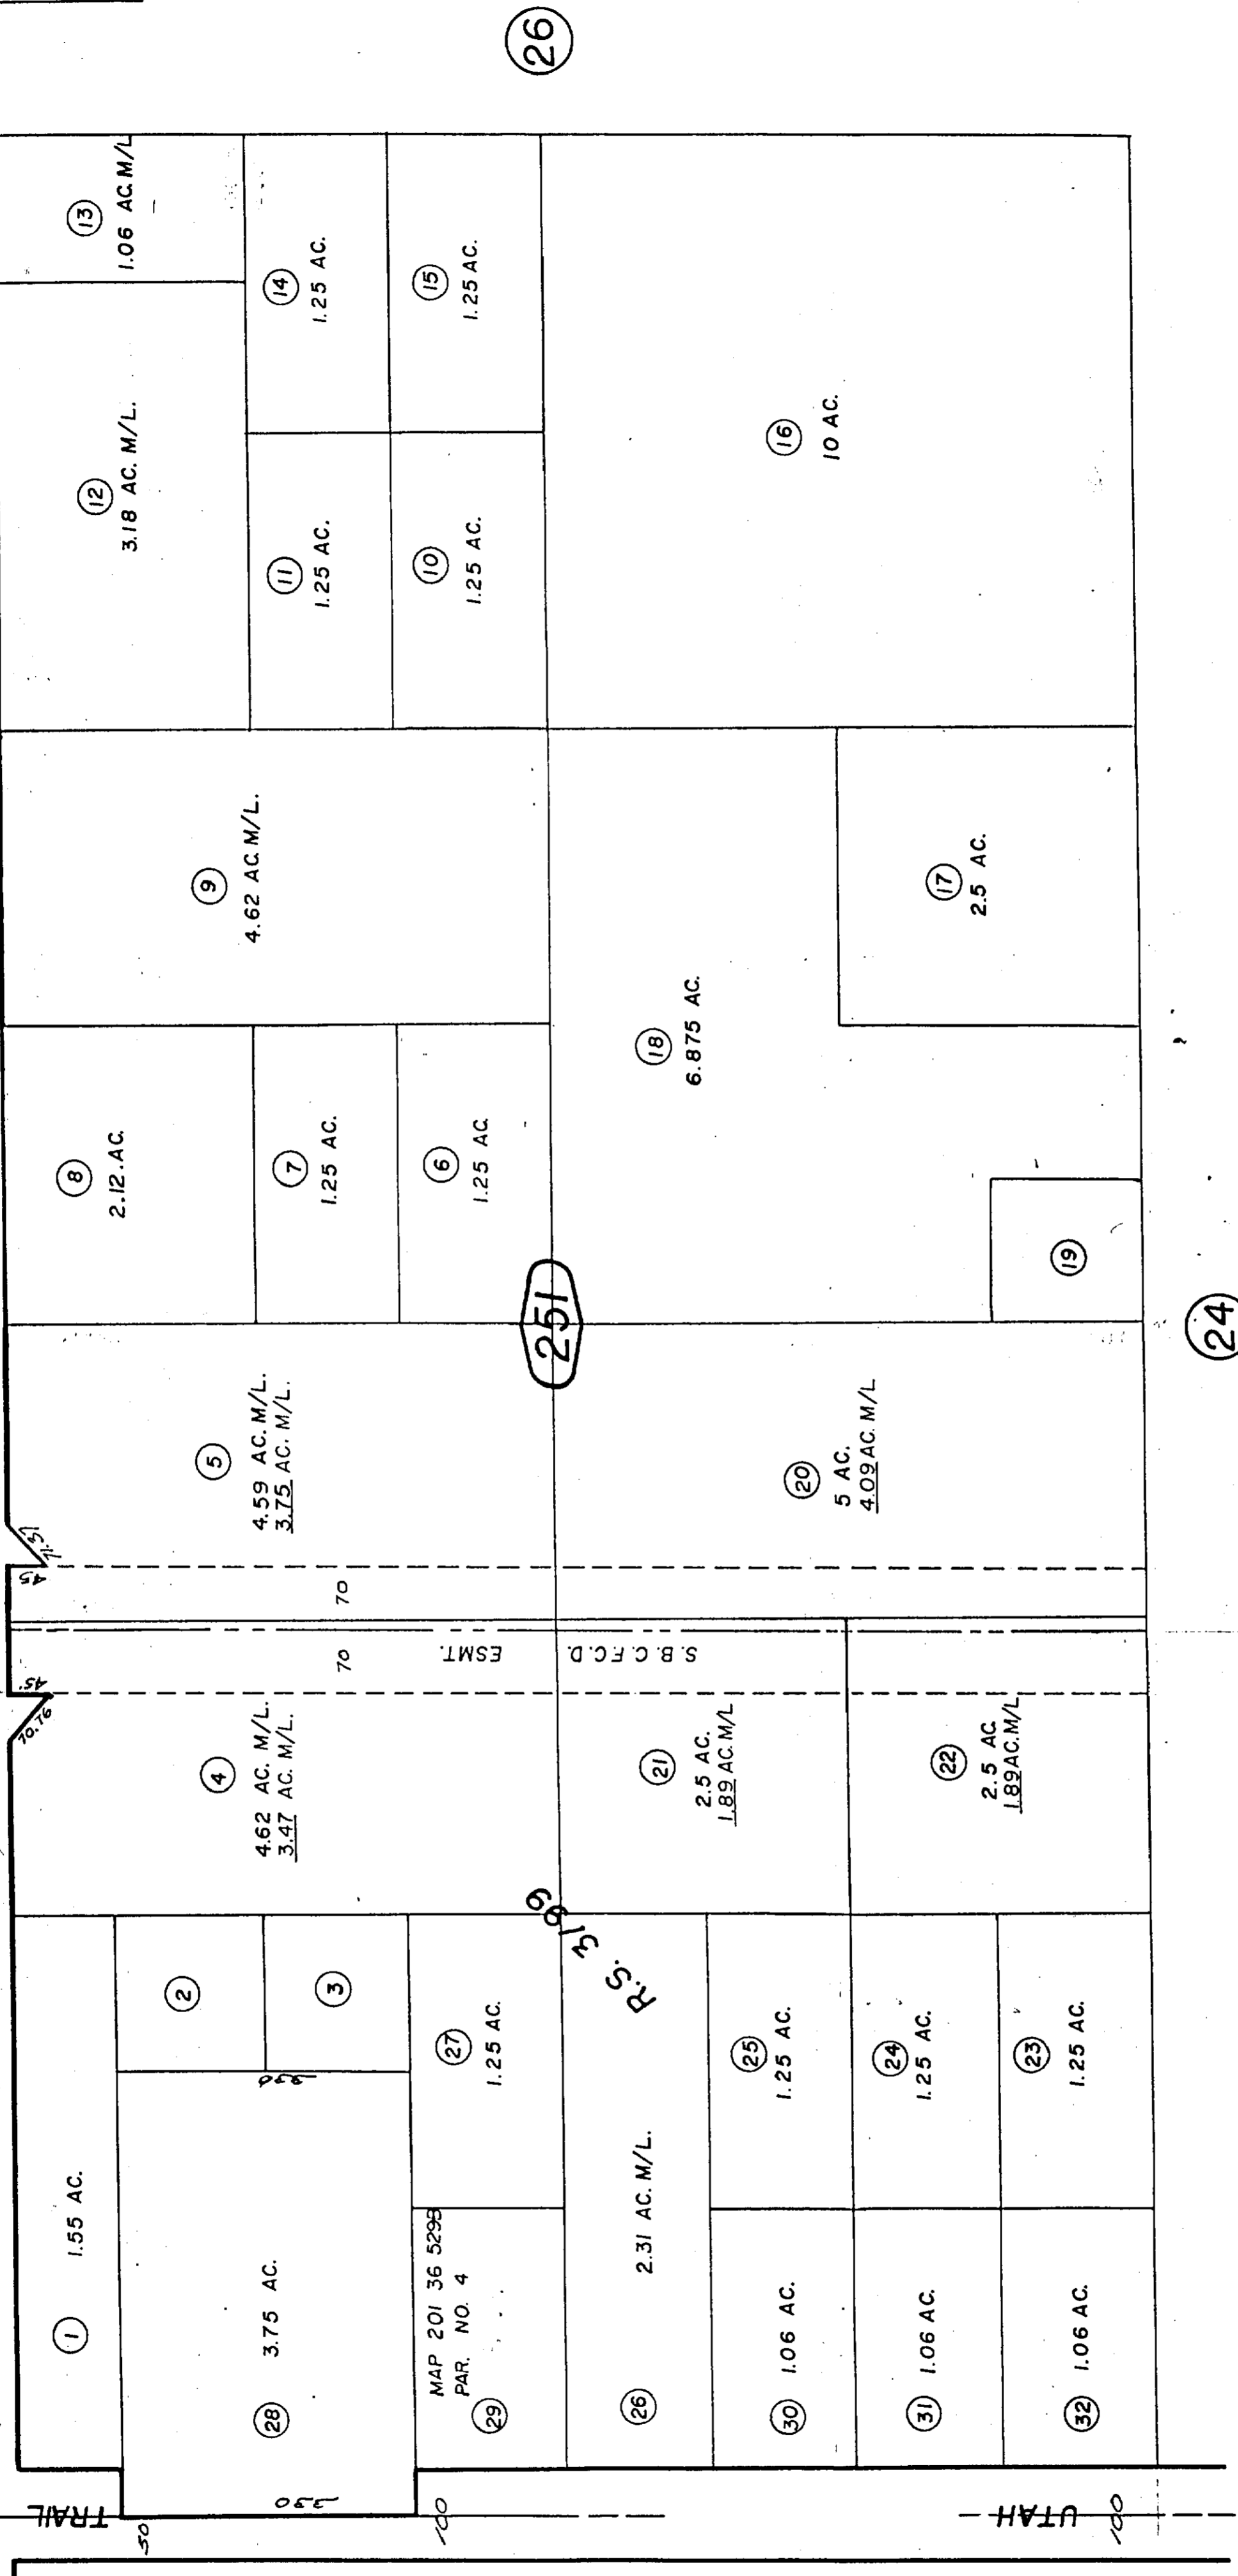 26
13
1.06 AC. M/L
12
3.18 AC. M/L.
14
1.25 AC.
15
1.25 AC.
11
1.25 AC.
10
1.25 AC.
16
10 AC.
9
4.62 AC. M/L.
17
2.5 AC.
18
6.875 AC.
8
2.12. AC.
7
1.25 AC.
6
1.25 AC.
19
251
24
5
4.59 AC. M/L.
3.75 AC. M/L.
20
5 AC.
4.09 AC. M/L
71.31
45
70
70
ESMT.
S.B.C.F.C.D.
45'
70.76
4
4.62 AC. M/L.
3.47 AC. M/L.
21
2.5 AC.
1.89 AC. M/L
22
2.5 AC.
1.89 AC. M/L
2
3
330
27
1.25 AC.
R.S.
25
1.25 AC.
24
1.25 AC.
23
1.25 AC.
1
1.55 AC.
28
3.75 AC.
MAP 201 36 529B
PAR. NO. 4
29
26
2.31 AC. M/L.
30
1.06 AC.
31
1.06 AC.
32
1.06 AC.
330
TRAIL
50
100
UTAH
100